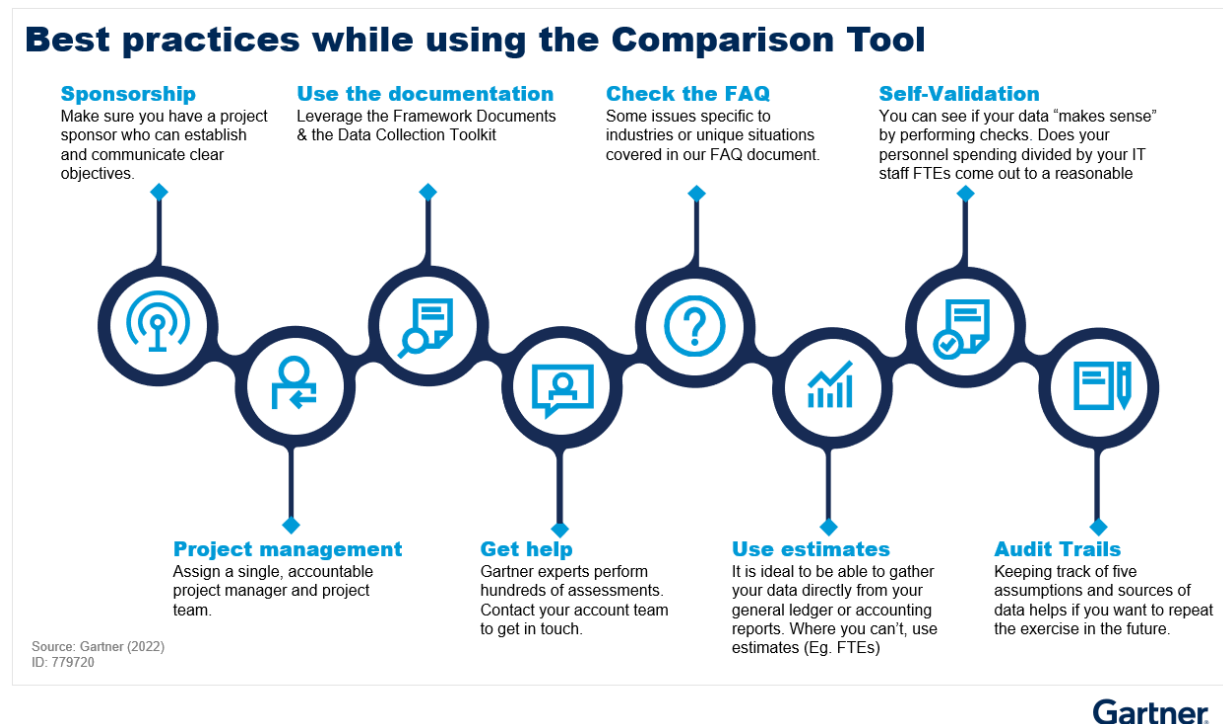 Best practices while using the Comparison Tool
Sponsorship
Make sure you have a project
sponsor who can establish
and communicate clear
objectives.
Use the documentation
Leverage the Framework Documents
& the Data Collection Toolkit
Check the FAQ
Some issues specific to
industries or unique situations
covered in our FAQ document.
Self-Validation
You can see if your data “makes sense”
by performing checks. Does your
personnel spending divided by your IT
staff FTEs come out to a reasonable
Project management
Assign a single, accountable
project manager and project
team.
Get help
Gartner experts perform
hundreds of assessments.
Contact your account team
to get in touch.
Use estimates
It is ideal to be able to gather
your data directly from your
general ledger or accounting
reports. Where you can’t, use
estimates (Eg. FTEs)
Audit Trails
Keeping track of five
assumptions and sources of
data helps if you want to repeat
the exercise in the future.
Source: Gartner (2022)
ID: 779720
Gartner.